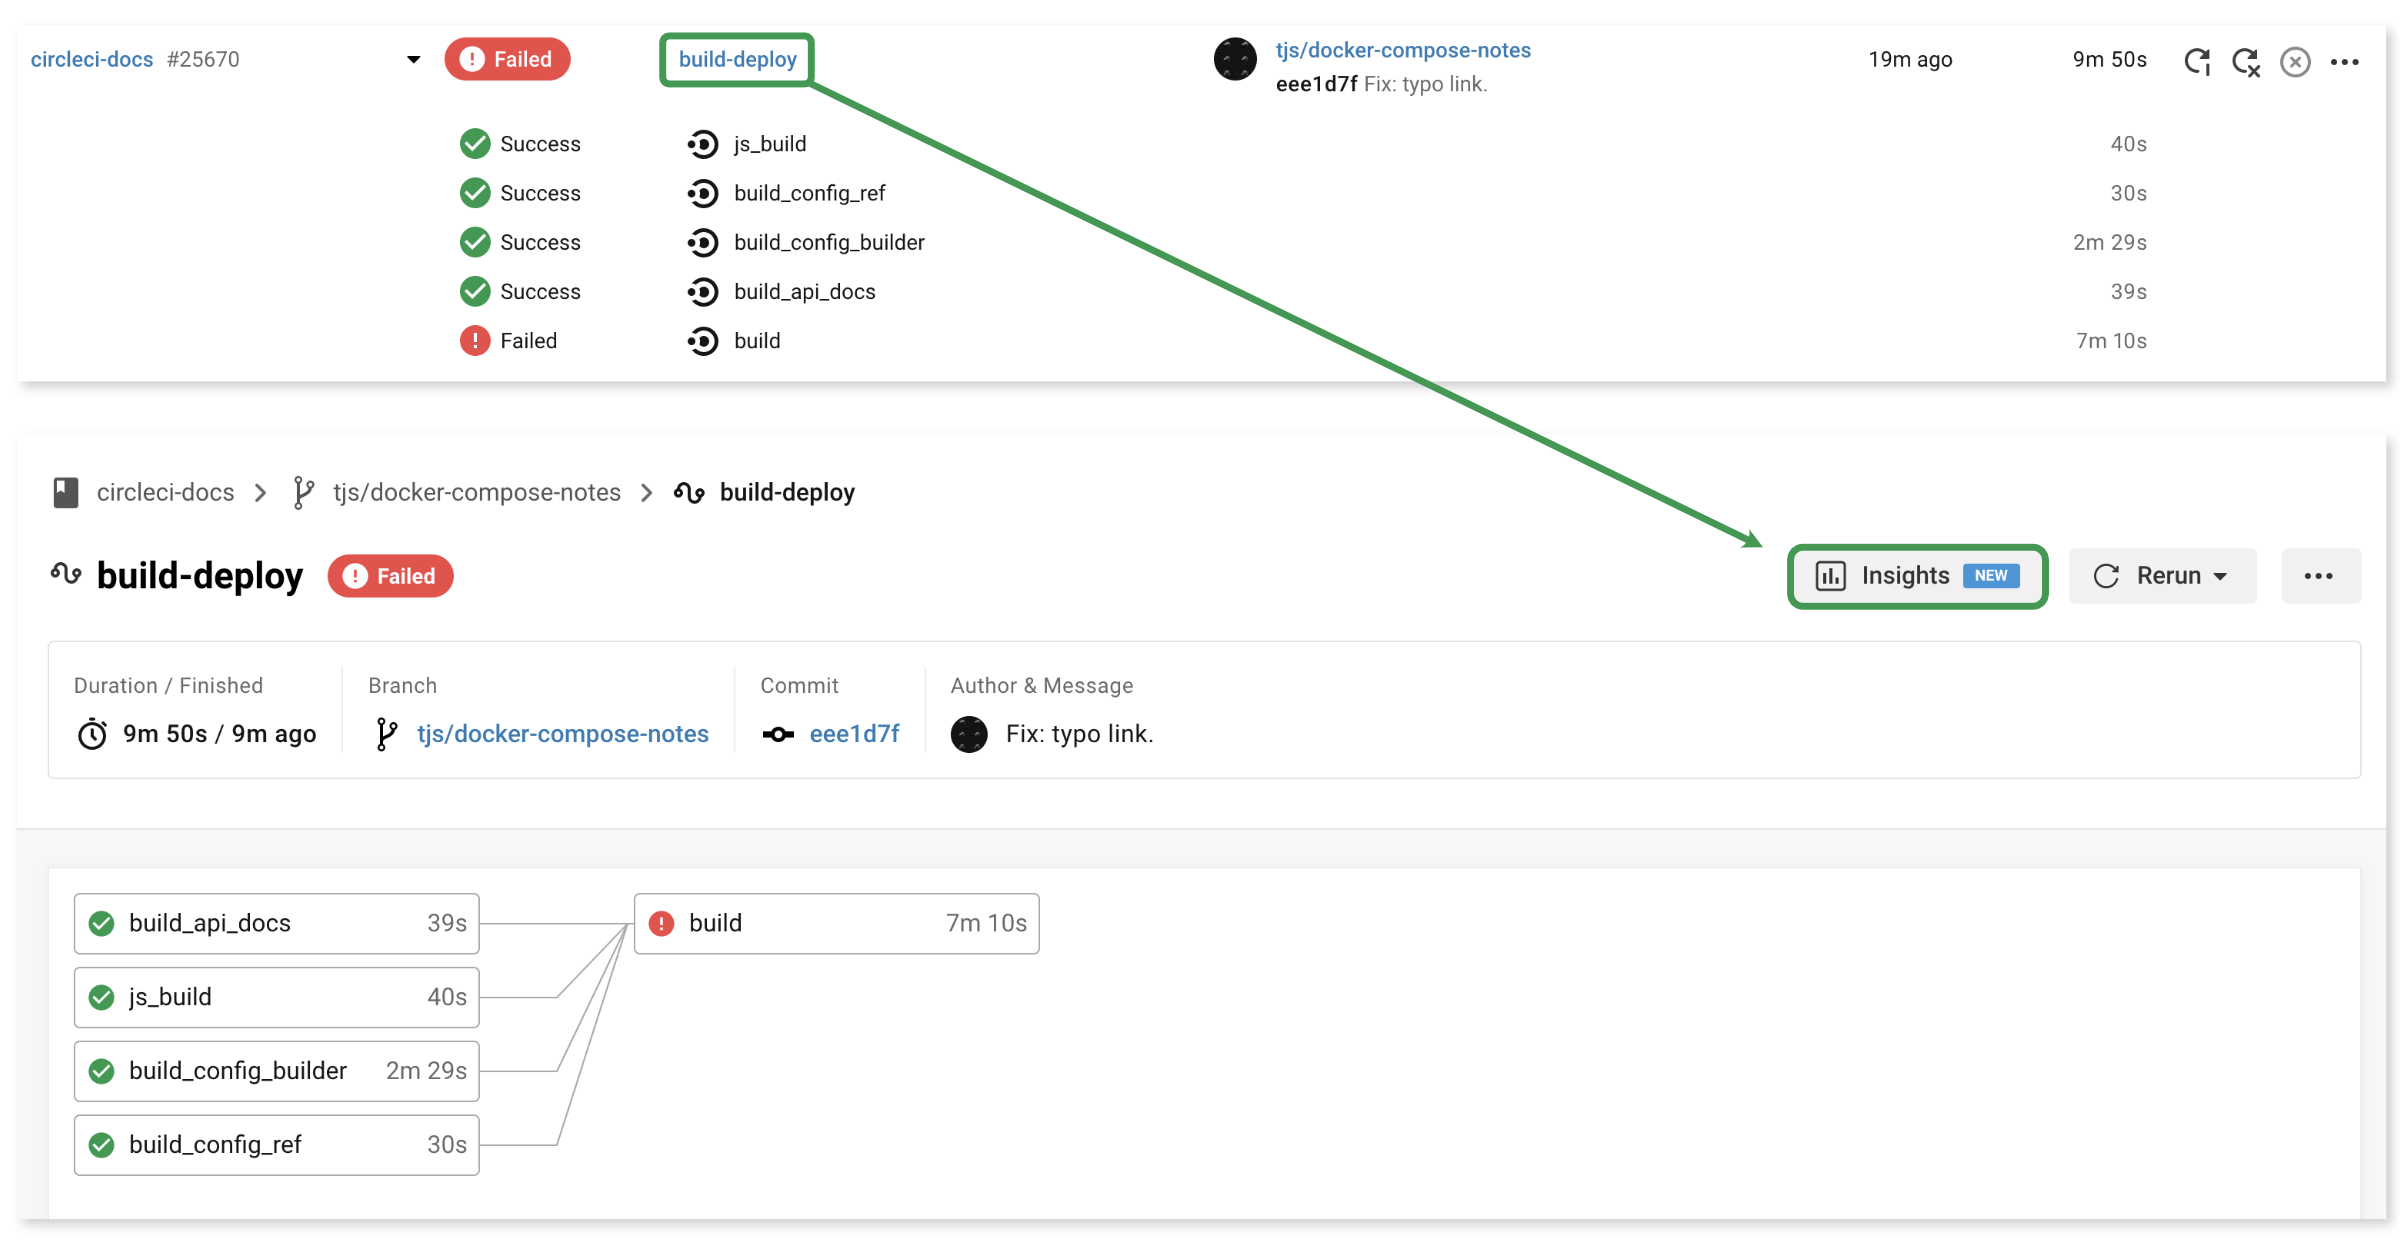 circleci-docs #25670 Failed build-deploy tjs/docker-compose-notes 19m ago 9m 50s
eee1d7f Fix: typo link.
Success js_build 40s
Success build_config_ref 30s
Success build_config_builder 2m 29s
Success build_api_docs 39s
Failed build 7m 10s
circleci-docs tjs/docker-compose-notes build-deploy
build-deploy Failed Insights NEW Rerun
Duration / Finished Branch Commit Author & Message
9m 50s / 9m ago tjs/docker-compose-notes eee1d7f Fix: typo link.
build_api_docs 39s build 7m 10s
js_build 40s
build_config_builder 2m 29s
build_config_ref 30s